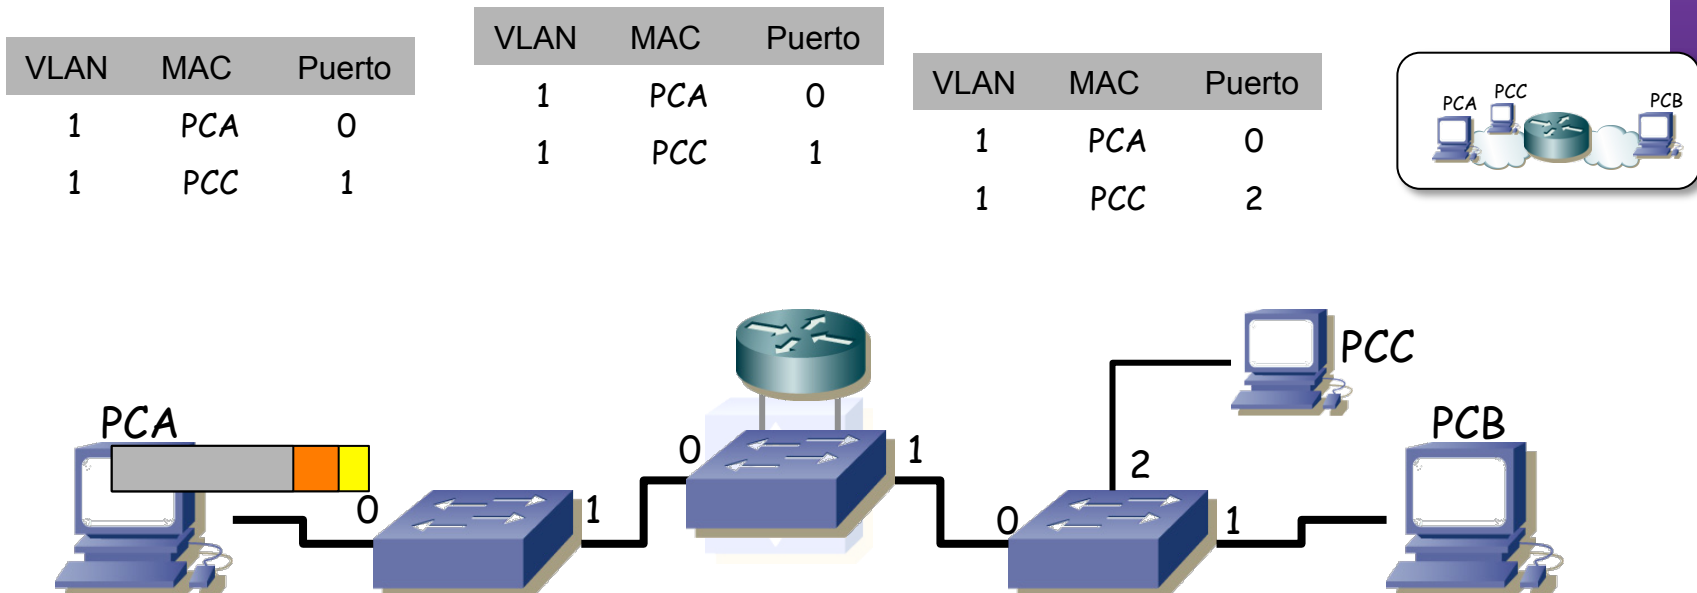 VLAN MAC Puerto
1 PCA 0
1 PCC 1
VLAN MAC Puerto
1 PCA 0
1 PCC 1
VLAN MAC Puerto
1 PCA 0
1 PCC 2
PCA PCC PCB
PCA
0
1
0
1
0
2
1
PCC
PCB